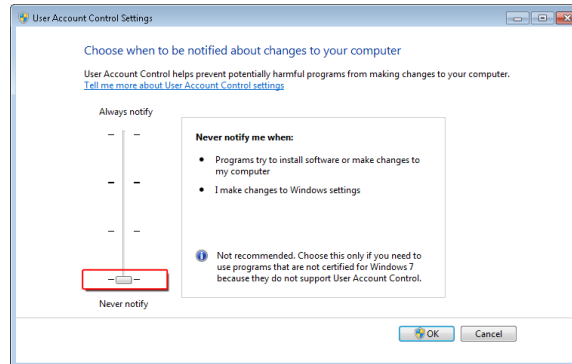 User Account Control Settings
Choose when to be notified about changes to your computer
User Account Control helps prevent potentially harmful programs from making changes to your computer.
Tell me more about User Account Control settings
Always notify
Never notify me when:
• Programs try to install software or make changes to
my computer
• I make changes to Windows settings
Not recommended. Choose this only if you need to
use programs that are not certified for Windows 7
because they do not support User Account Control.
Never notify
OK
Cancel